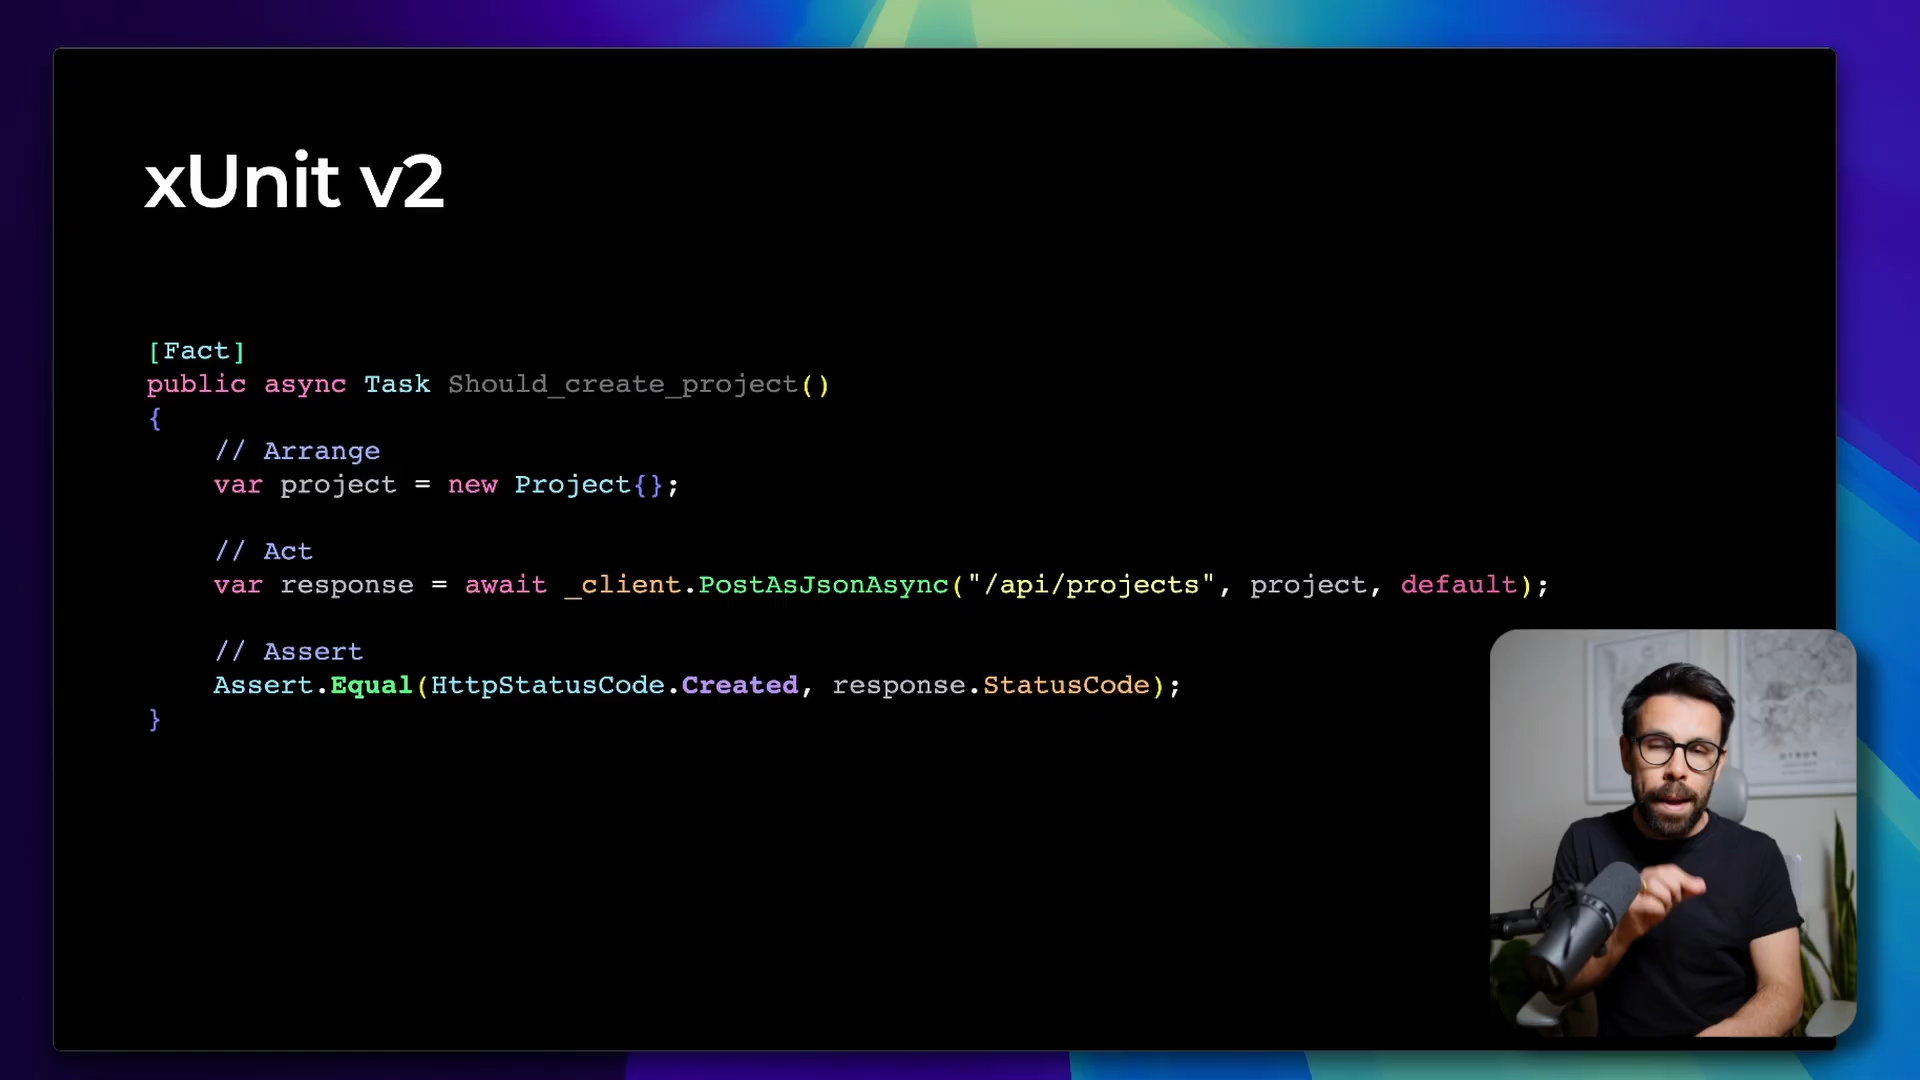 xUnit v2
[Fact]
public async Task Should_create_project()
{
// Arrange
var project = new Project{};
// Act
var response = await _client.PostAsJsonAsync("/api/projects", project, default);
// Assert
Assert.Equal(HttpStatusCode.Created, response.StatusCode);
}